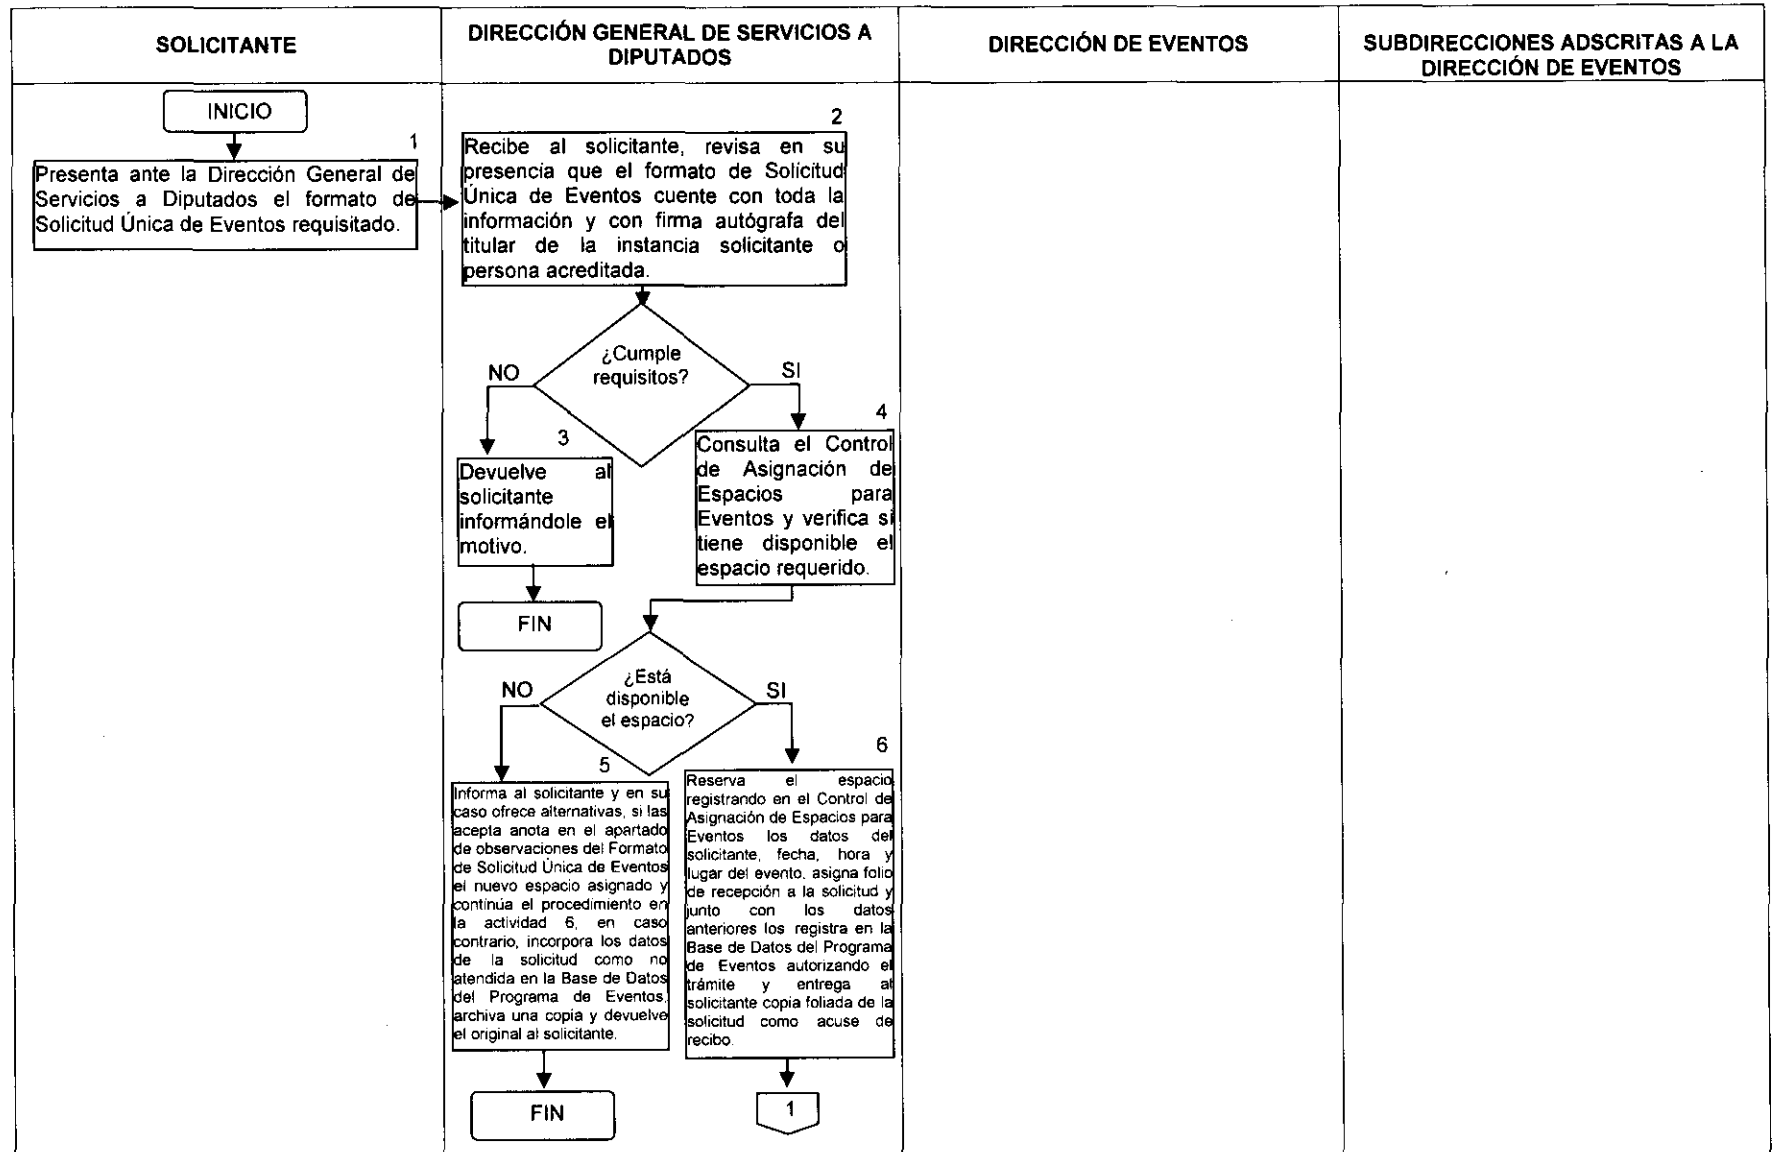 SOLICITANTE
DIRECCIÓN GENERAL DE SERVICIOS A
DIPUTADOS
DIRECCIÓN DE EVENTOS
SUBDIRECCIONES ADSCRITAS A LA
DIRECCIÓN DE EVENTOS
INICIO
1
Presenta ante la Dirección General de
Servicios a Diputados el formato de
Solicitud Única de Eventos requisitado.
2
Recibe al solicitante, revisa en su
presencia que el formato de Solicitud
Única de Eventos cuente con toda la
información y con firma autógrafa del
titular de la instancia solicitante o
persona acreditada.
¿Cumple
requisitos?
NO
SI
3
Devuelve al
solicitante
informándole el
motivo.
FIN
4
Consulta el Control
de Asignación de
Espacios para
Eventos y verifica si
tiene disponible el
espacio requerido.
¿Está
disponible
el espacio?
NO
SI
5
Informa al solicitante y en su
caso ofrece alternativas, si las
acepta anota en el apartado
de observaciones del Formato
de Solicitud Única de Eventos
el nuevo espacio asignado y
continúa el procedimiento en
la actividad 6, en caso
contrario, incorpora los datos
de la solicitud como no
atendida en la Base de Datos
del Programa de Eventos,
archiva una copia y devuelve
el original al solicitante.
FIN
6
Reserva el espacio
registrando en el Control de
Asignación de Espacios para
Eventos los datos del
solicitante, fecha, hora y
lugar del evento, asigna folio
de recepción a la solicitud y
junto con los datos
anteriores los registra en la
Base de Datos del Programa
de Eventos autorizando el
trámite y entrega al
solicitante copia foliada de la
solicitud como acuse de
recibo.
1